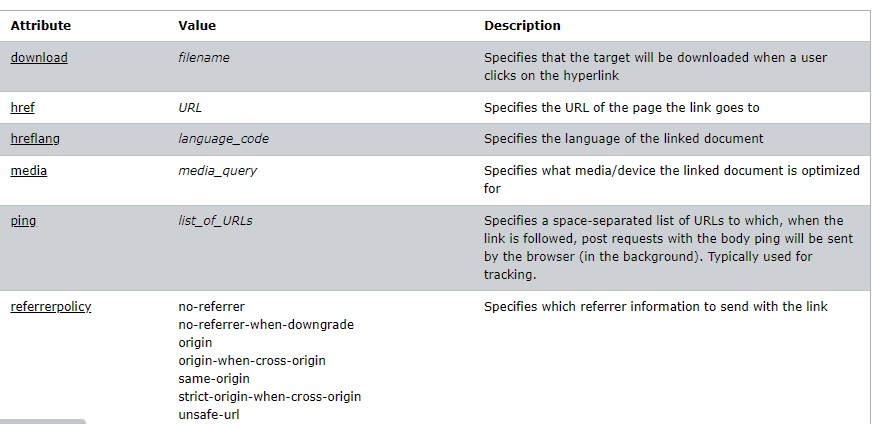 Attribute Value Description
download filename Specifies that the target will be downloaded when a user
clicks on the hyperlink
href URL Specifies the URL of the page the link goes to
hreflang language_code Specifies the language of the linked document
media media_query Specifies what media/device the linked document is optimized
for
ping list_of_URLs Specifies a space-separated list of URLs to which, when the
link is followed, post requests with the body ping will be sent
by the browser (in the background). Typically used for
tracking.
referrerpolicy no-referrer Specifies which referrer information to send with the link
no-referrer-when-downgrade
origin
origin-when-cross-origin
same-origin
strict-origin-when-cross-origin
unsafe-url